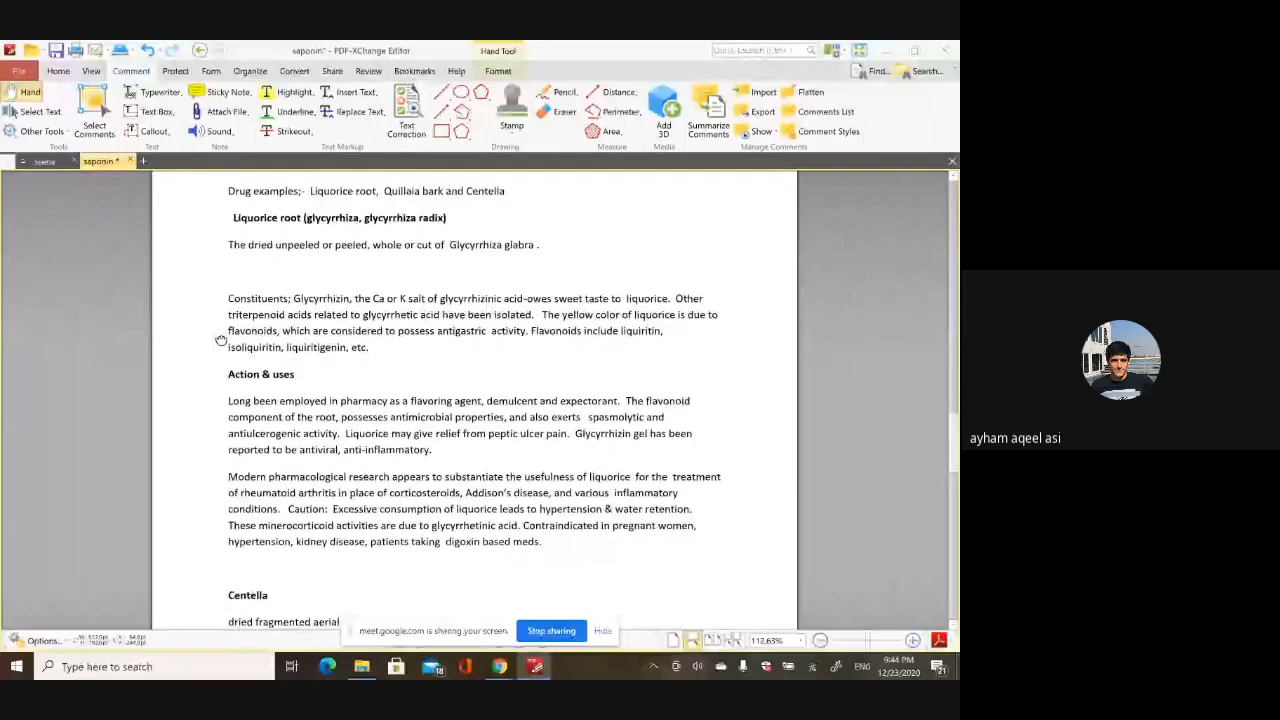 saponin* - PDF-XChange Editor
Hand Tool
File Home View Comment Protect Form Organize Convert Share Review Bookmarks Help Format Find... Search...
Hand
Select Text
Other Tools
Select Comments
Typewriter,
Text Box,
Callout,
Sticky Note,
Attach File,
Sound,
Highlight,
Underline,
Strikeout,
Insert Text,
Replace Text,
Text Correction
Stamp
Pencil,
Eraser
Distance,
Perimeter,
Area,
Add 3D
Summarize Comments
Import
Export
Show
Flatten
Comments List
Comment Styles
Tools Text Note Text Markup Drawing Measure Media Manage Comments
saponin *
Drug examples;- Liquorice root, Quillaia bark and Centella
Liquorice root (glycyrrhiza, glycyrrhiza radix)
The dried unpeeled or peeled, whole or cut of Glycyrrhiza glabra .
Constituents; Glycyrrhizin, the Ca or K salt of glycyrrhizinic acid-owes sweet taste to liquorice. Other
triterpenoid acids related to glycyrrhetic acid have been isolated. The yellow color of liquorice is due to
flavonoids, which are considered to possess antigastric activity. Flavonoids include liquiritin,
isoliquiritin, liquiritigenin, etc.
Action & uses
Long been employed in pharmacy as a flavoring agent, demulcent and expectorant. The flavonoid
component of the root, possesses antimicrobial properties, and also exerts spasmolytic and
antiulcerogenic activity. Liquorice may give relief from peptic ulcer pain. Glycyrrhizin gel has been
reported to be antiviral, anti-inflammatory.
Modern pharmacological research appears to substantiate the usefulness of liquorice for the treatment
of rheumatoid arthritis in place of corticosteroids, Addison's disease, and various inflammatory
conditions. Caution: Excessive consumption of liquorice leads to hypertension & water retention.
These minerocorticoid activities are due to glycyrrhetinic acid. Contraindicated in pregnant women,
hypertension, kidney disease, patients taking digoxin based meds.
Centella
dried fragmented aerial
meet.google.com is sharing your screen.
Stop sharing
Hide
Options...
112.63%
Type here to search
18
ENG
9:44 PM
12/23/2020
21
ayham aqeel asi